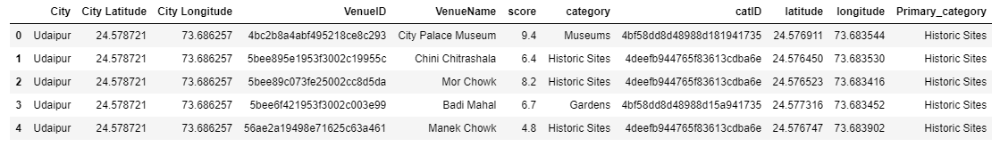 City City Latitude City Longitude VenueID VenueName score category catID latitude longitude Primary_category
0 Udaipur 24.578721 73.686257 4bc2b8a4abf495218ce8c293 City Palace Museum 9.4 Museums 4bf58dd8d48988d181941735 24.576911 73.683544 Historic Sites
1 Udaipur 24.578721 73.686257 5bee895e1953f3002c19955c Chini Chitrashala 6.4 Historic Sites 4deefb944765f83613cdba6e 24.576450 73.683530 Historic Sites
2 Udaipur 24.578721 73.686257 5bee89c073fe25002cc8d5da Mor Chowk 8.2 Historic Sites 4deefb944765f83613cdba6e 24.576523 73.683416 Historic Sites
3 Udaipur 24.578721 73.686257 5bee6f421953f3002c003e99 Badi Mahal 6.7 Gardens 4bf58dd8d48988d15a941735 24.577316 73.683452 Historic Sites
4 Udaipur 24.578721 73.686257 56ae2a19498e71625c63a461 Manek Chowk 4.8 Historic Sites 4deefb944765f83613cdba6e 24.576747 73.683902 Historic Sites